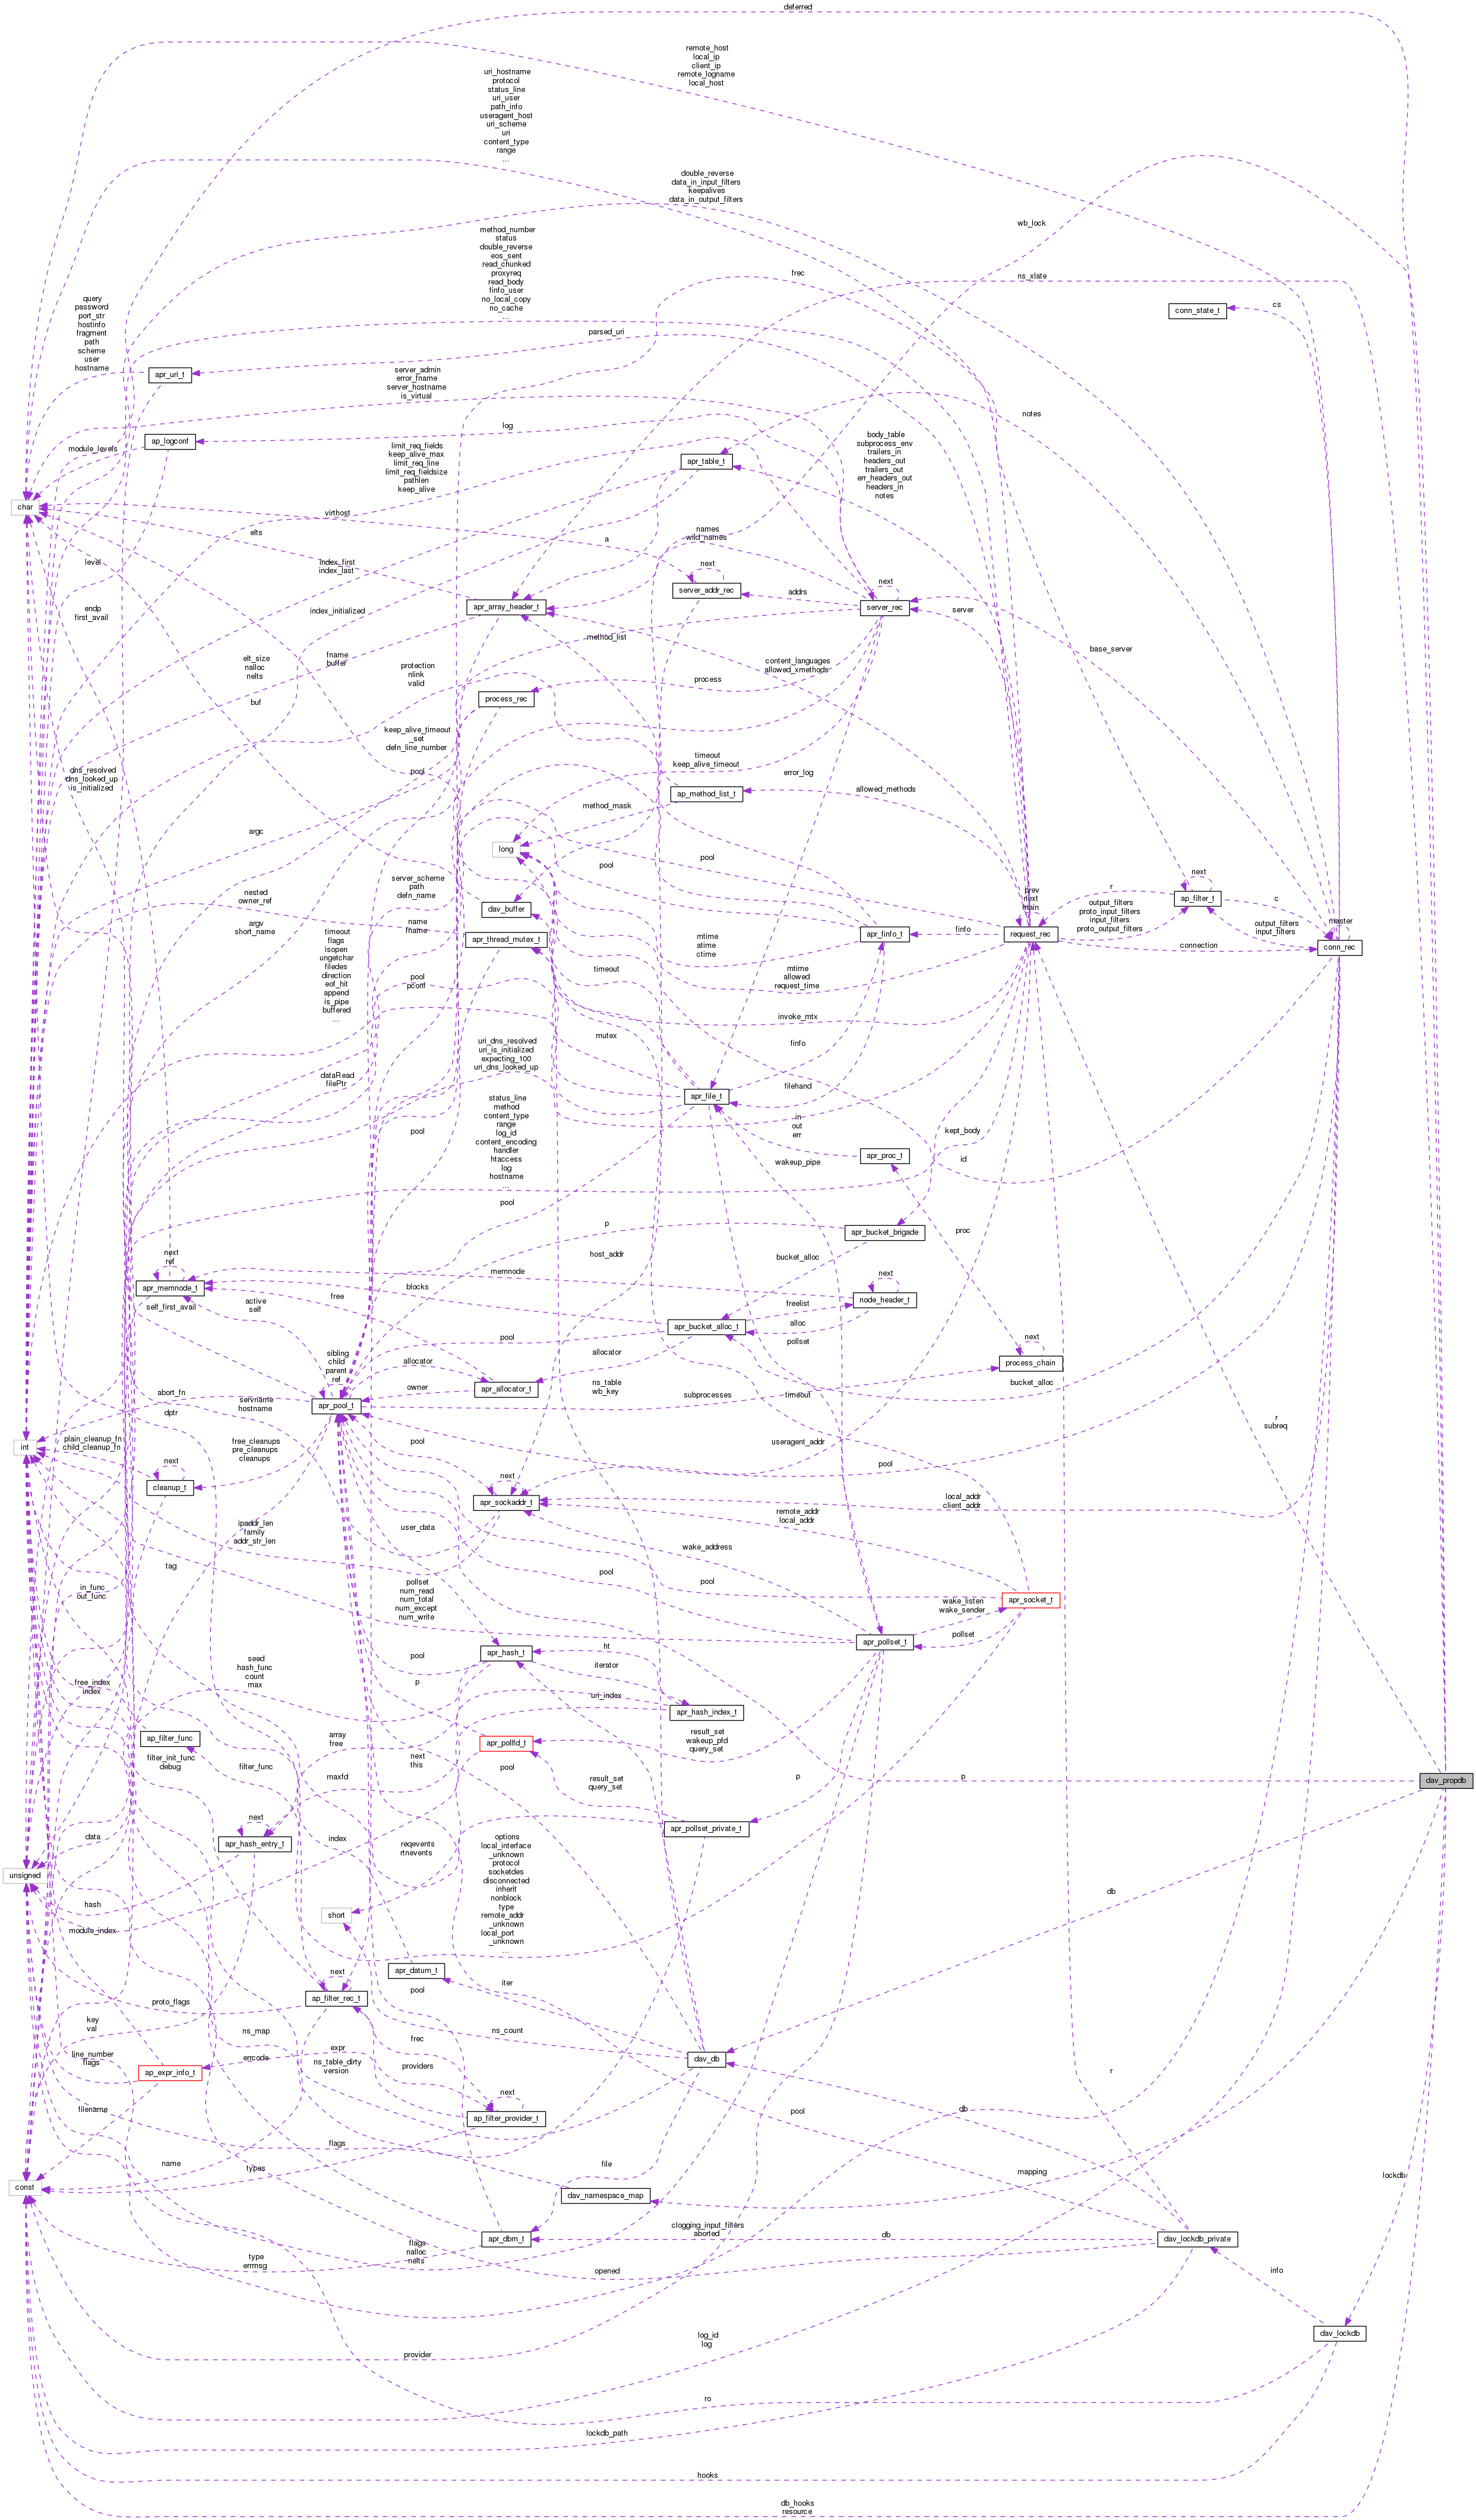 deferred
remote_host
local_ip
client_ip
remote_logname
local_host
uri_hostname
protocol
status_line
uri_user
path_info
useragent_host
uri_scheme
uri
content_type
range
...
double_reverse
data_in_input_filters
keepalives
data_in_output_filters
wb_lock
method_number
status
double_reverse
eos_sent
read_chunked
proxyreq
read_body
finfo_user
no_local_copy
no_cache
...
frec
ns_xlate
cs
conn_state_t
query
password
port_str
hostinfo
fragment
path
scheme
user
hostname
parsed_uri
apr_uri_t
server_admin
error_fname
server_hostname
is_virtual
notes
log
ap_logconf
module_levels
limit_req_fields
keep_alive_max
limit_req_line
limit_req_fieldsize
pathlen
keep_alive
body_table
subprocess_env
trailers_in
headers_out
trailers_out
err_headers_out
headers_in
notes
apr_table_t
char
virthost
elts
a
names
wild_names
level
index_first
index_last
next
server_addr_rec
addrs
next
server_rec
server
endp
first_avail
index_initialized
apr_array_header_t
method_list
base_server
elt_size
nalloc
nelts
fname
buffer
protection
nlink
valid
content_languages
allowed_xmethods
process
process_rec
buf
keep_alive_timeout
_set
defn_line_number
timeout
keep_alive_timeout
error_log
dns_resolved
dns_looked_up
is_initialized
pool
ap_method_list_t
allowed_methods
method_mask
argc
long
pool
pool
nested
owner_ref
server_scheme
path
defn_name
dav_buffer
prev
next
main
r
next
ap_filter_t
c
output_filters
proto_input_filters
input_filters
proto_output_filters
master
output_filters
input_filters
argv
short_name
name
fname
apr_thread_mutex_t
apr_finfo_t
finfo
request_rec
connection
conn_rec
timeout
flags
isopen
ungetchar
filedes
direction
eof_hit
append
is_pipe
buffered
...
mtime
atime
ctime
pool
pconf
timeout
mtime
allowed
request_time
invoke_mtx
mutex
finfo
uri_dns_resolved
uri_is_initialized
expecting_100
uri_dns_looked_up
dataRead
filePtr
filehand
apr_file_t
status_line
method
content_type
range
log_id
content_encoding
handler
htaccess
log
hostname
...
pool
in
out
err
kept_body
apr_proc_t
id
wakeup_pipe
pool
p
apr_bucket_brigade
proc
next
ref
host_addr
bucket_alloc
apr_memnode_t
memnode
next
node_header_t
self_first_avail
active
self
free
blocks
freelist
alloc
apr_bucket_alloc_t
pool
pollset
sibling
child
parent
ref
allocator
allocator
next
process_chain
bucket_alloc
owner
apr_allocator_t
ns_table
wb_key
subprocesses
timeout
abort_fn
apr_pool_t
servname
hostname
dptr
r
subreq
int
plain_cleanup_fn
child_cleanup_fn
free_cleanups
pre_cleanups
cleanups
pool
useragent_addr
pool
next
cleanup_t
next
apr_sockaddr_t
local_addr
client_addr
remote_addr
local_addr
ipaddr_len
family
addr_str_len
user_data
wake_address
tag
pool
pool
in_func
out_func
pollset
num_read
num_total
num_except
num_write
wake_listen
wake_sender
apr_socket_t
pollset
apr_pollset_t
ht
apr_hash_t
pool
iterator
seed
hash_func
count
max
p
free_index
index
uri_index
apr_hash_index_t
ap_filter_func
array
free
result_set
wakeup_pfd
query_set
apr_pollfd_t
filter_init_func
debug
filter_func
maxfd
next
this
pool
p
p
dav_propdb
result_set
query_set
next
apr_hash_entry_t
apr_pollset_private_t
data
index
reqevents
rtnevents
options
local_interface
_unknown
protocol
socketdes
disconnected
inherit
nonblock
type
remote_addr
_unknown
local_port
_unknown
...
unsigned
db
hash
short
module_index
apr_datum_t
iter
next
ap_filter_rec_t
pool
proto_flags
key
val
ns_map
errcode
expr
frec
ns_count
dav_db
line_number
flags
ap_expr_info_t
ns_table_dirty
version
providers
next
ap_filter_provider_t
filename
db
pool
r
flags
name
types
file
mapping
lockdb
const
dav_namespace_map
clogging_input_filters
aborted
apr_dbm_t
db
dav_lockdb_private
type
errmsg
flags
nalloc
nelts
opened
info
dav_lockdb
log_id
log
provider
ro
lockdb_path
hooks
db_hooks
resource